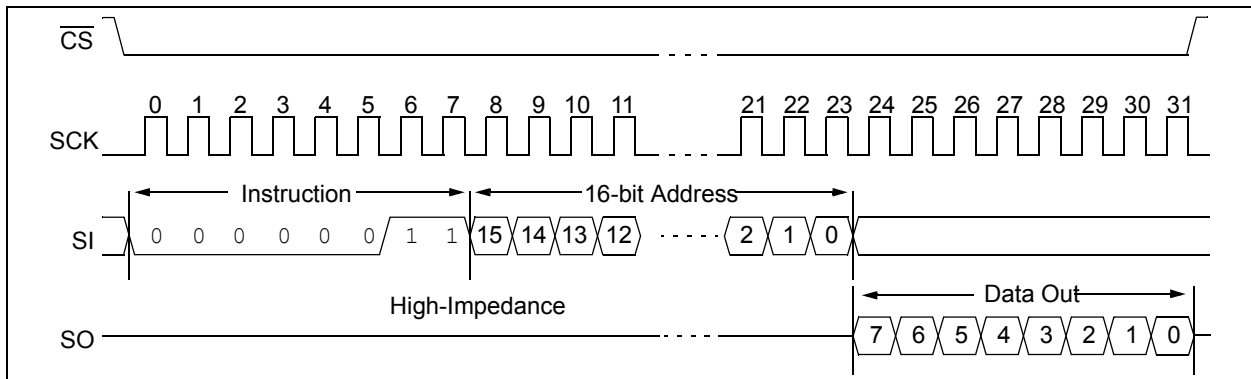 CS
0 1 2 3 4 5 6 7 8 9 10 11 21 22 23 24 25 26 27 28 29 30 31
SCK
Instruction 16-bit Address
SI 0 0 0 0 0 0 1 1 15 14 13 12 2 1 0
High-Impedance Data Out
SO 7 6 5 4 3 2 1 0